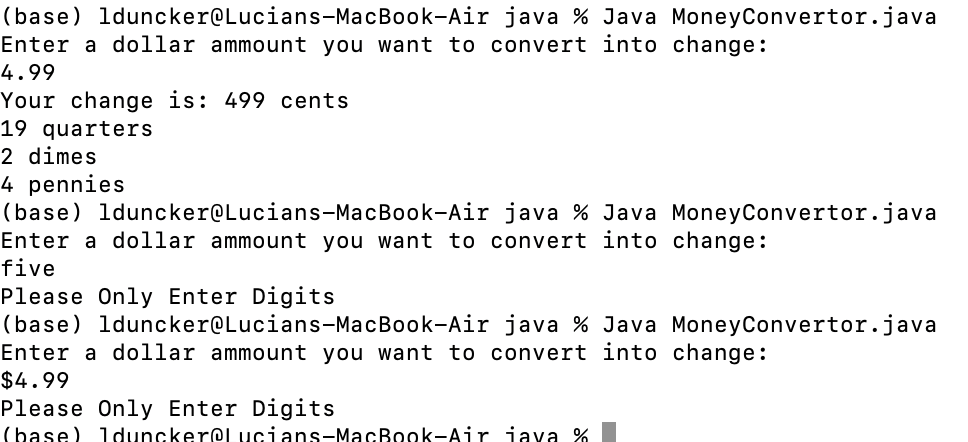 (base) lduncker@Lucians-MacBook-Air java % Java MoneyConvertor.java
Enter a dollar ammount you want to convert into change:
4.99
Your change is: 499 cents
19 quarters
2 dimes
4 pennies
(base) lduncker@Lucians-MacBook-Air java % Java MoneyConvertor.java
Enter a dollar ammount you want to convert into change:
five
Please Only Enter Digits
(base) lduncker@Lucians-MacBook-Air java % Java MoneyConvertor.java
Enter a dollar ammount you want to convert into change:
$4.99
Please Only Enter Digits
(base) lduncker@Lucians-MacBook-Air java %